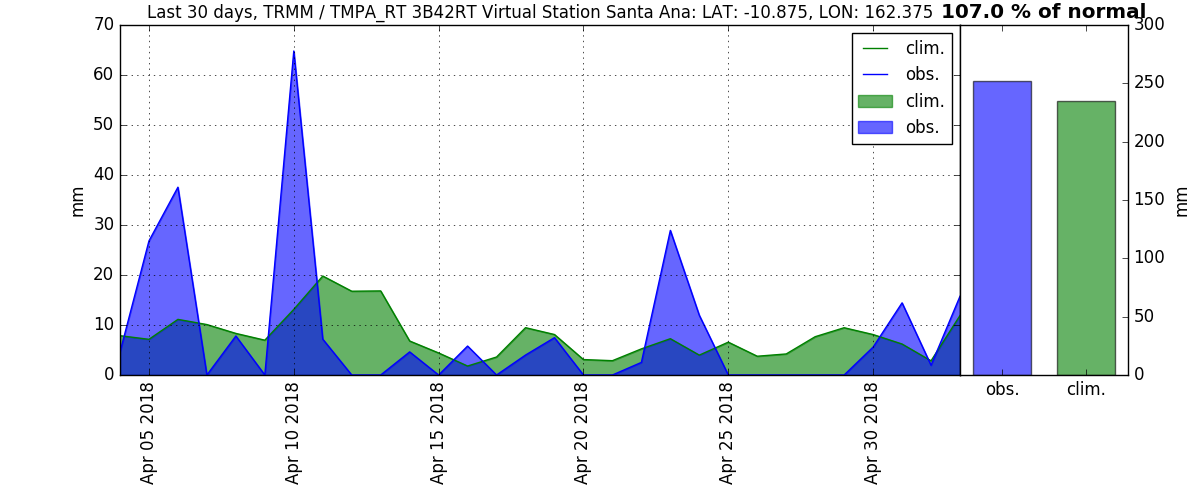 Last 30 days, TRMM / TMPA_RT 3B42RT Virtual Station Santa Ana: LAT: -10.875, LON: 162.375 107.0 % of normal
70
60
50
40
30
20
10
0
mm
clim.
obs.
clim.
obs.
Apr 05 2018
Apr 10 2018
Apr 15 2018
Apr 20 2018
Apr 25 2018
Apr 30 2018
300
250
200
150
100
50
0
mm
obs. clim.